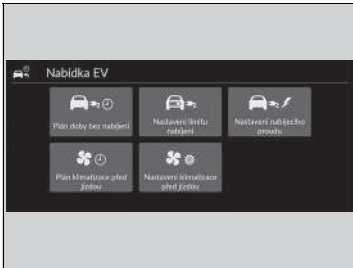 Nabídka EV
Plán doby bez nabíjení
Nastavení limitu
nabíjení
Nastavení nabíjecího
proudu
Plán klimatizace před
jízdou
Nastavení klimatizace
před jízdou